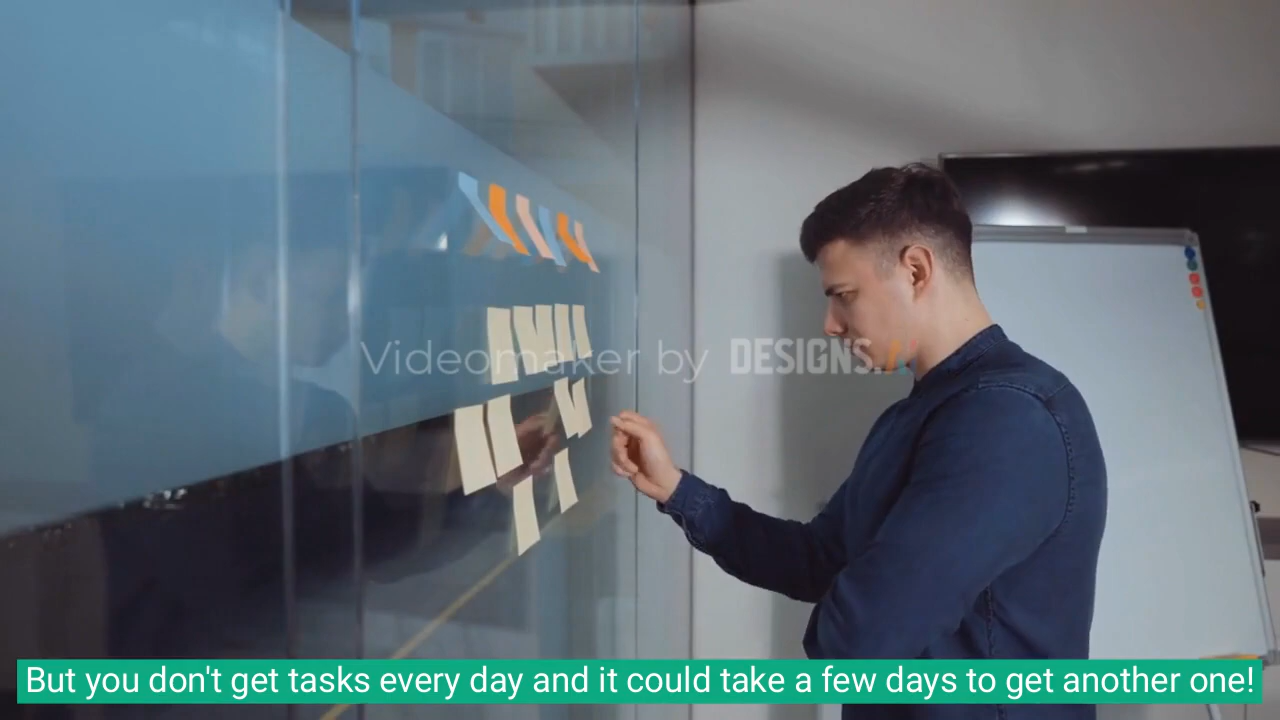 Videomaker by DESIGNS.AI
But you don't get tasks every day and it could take a few days to get another one!